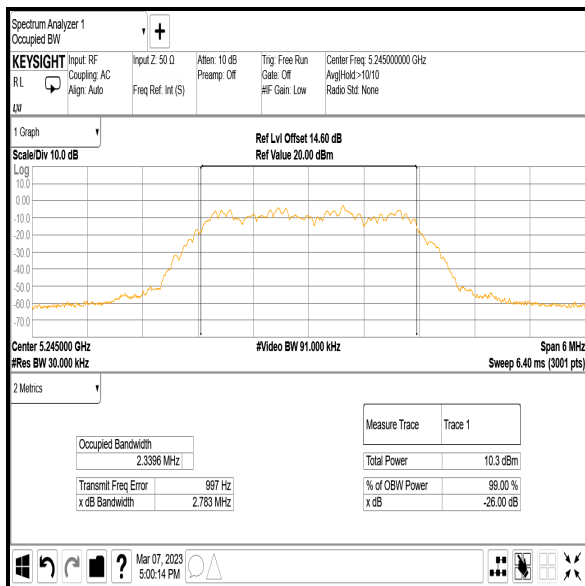 Spectrum Analyzer 1
Occupied BW
KEYSIGHT
RL
LXI
Input: RF
Coupling: AC
Align: Auto
Input Z: 50 Ω
Freq Ref: Int (S)
Atten: 10 dB
Preamp: Off
Trig: Free Run
Gate: Off
#IF Gain: Low
Center Freq: 5.245000000 GHz
Avg|Hold:>10/10
Radio Std: None
1 Graph
Scale/Div 10.0 dB
Ref Lvl Offset 14.60 dB
Ref Value 20.00 dBm
Log
10.0
0.00
-10.0
-20.0
-30.0
-40.0
-50.0
-60.0
-70.0
Center 5.245000 GHz
#Res BW 30.000 kHz
#Video BW 91.000 kHz
Span 6 MHz
Sweep 6.40 ms (3001 pts)
2 Metrics
Occupied Bandwidth
2.3396 MHz
Transmit Freq Error 997 Hz
x dB Bandwidth 2.783 MHz
Measure Trace Trace 1
Total Power 10.3 dBm
% of OBW Power 99.00 %
x dB -26.00 dB
Mar 07, 2023
5:00:14 PM